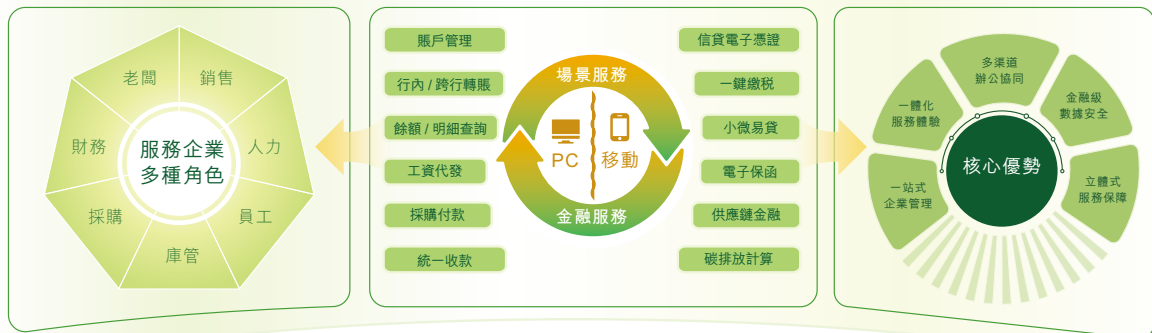 老闆
銷售
財務
人力
採購
員工
庫管
服務企業
多種角色
賬戶管理
行內 / 跨行轉賬
餘額 / 明細查詢
工資代發
採購付款
統一收款
場景服務
PC
移動
金融服務
信貸電子憑證
一鍵繳稅
小微易貸
電子保函
供應鏈金融
碳排放計算
一站式
企業管理
一體化
服務體驗
多渠道
辦公協同
金融級
數據安全
立體式
服務保障
核心優勢